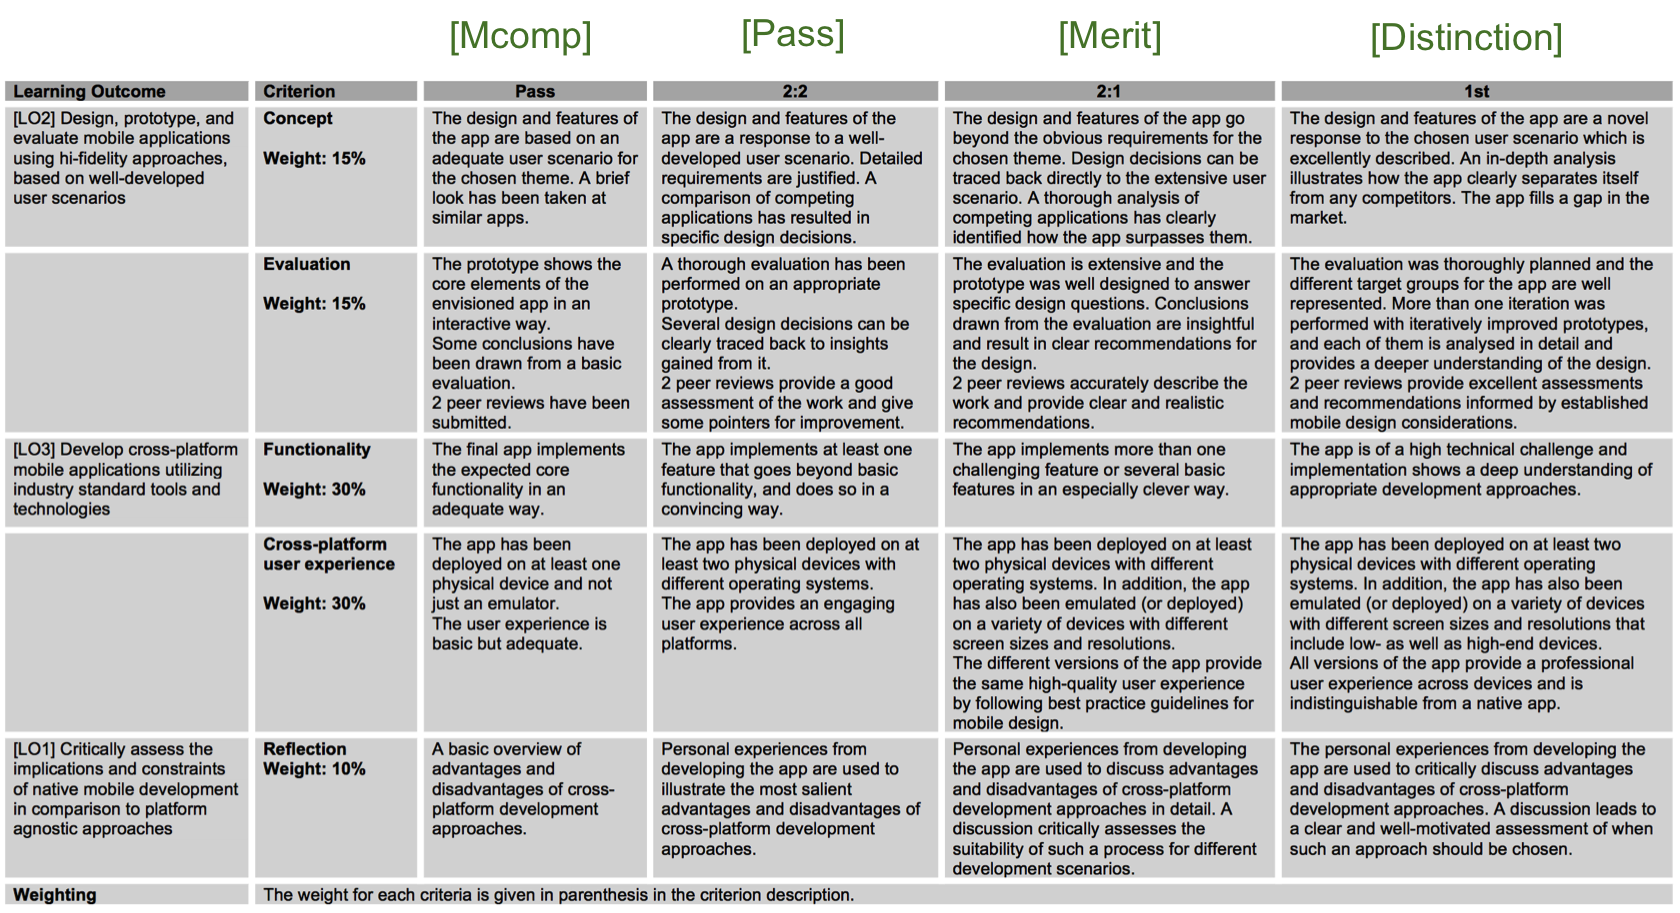 [Mcomp] [Pass] [Merit] [Distinction]
Learning Outcome Criterion Pass 2:2 2:1 1st
[LO2] Design, prototype, and
evaluate mobile applications
using hi-fidelity approaches,
based on well-developed
user scenarios
Concept
Weight: 15%
The design and features of
the app are based on an
adequate user scenario for
the chosen theme. A brief
look has been taken at
similar apps.
The design and features of the
app are a response to a well-
developed user scenario. Detailed
requirements are justified. A
comparison of competing
applications has resulted in
specific design decisions.
The design and features of the app go
beyond the obvious requirements for the
chosen theme. Design decisions can be
traced back directly to the extensive user
scenario. A thorough analysis of
competing applications has clearly
identified how the app surpasses them.
The design and features of the app are a novel
response to the chosen user scenario which is
excellently described. An in-depth analysis
illustrates how the app clearly separates itself
from any competitors. The app fills a gap in the
market.
Evaluation
Weight: 15%
The prototype shows the
core elements of the
envisioned app in an
interactive way.
Some conclusions have
been drawn from a basic
evaluation.
2 peer reviews have been
submitted.
A thorough evaluation has been
performed on an appropriate
prototype.
Several design decisions can be
clearly traced back to insights
gained from it.
2 peer reviews provide a good
assessment of the work and give
some pointers for improvement.
The evaluation is extensive and the
prototype was well designed to answer
specific design questions. Conclusions
drawn from the evaluation are insightful
and result in clear recommendations for
the design.
2 peer reviews accurately describe the
work and provide clear and realistic
recommendations.
The evaluation was thoroughly planned and the
different target groups for the app are well
represented. More than one iteration was
performed with iteratively improved prototypes,
and each of them is analysed in detail and
provides a deeper understanding of the design.
2 peer reviews provide excellent assessments
and recommendations informed by established
mobile design considerations.
[LO3] Develop cross-platform
mobile applications utilizing
industry standard tools and
technologies
Functionality
Weight: 30%
The final app implements
the expected core
functionality in an
adequate way.
The app implements at least one
feature that goes beyond basic
functionality, and does so in a
convincing way.
The app implements more than one
challenging feature or several basic
features in an especially clever way.
The app is of a high technical challenge and
implementation shows a deep understanding of
appropriate development approaches.
Cross-platform
user experience
Weight: 30%
The app has been
deployed on at least one
physical device and not
just an emulator.
The user experience is
basic but adequate.
The app has been deployed on at
least two physical devices with
different operating systems.
The app provides an engaging
user experience across all
platforms.
The app has been deployed on at least
two physical devices with different
operating systems. In addition, the app
has also been emulated (or deployed)
on a variety of devices with different
screen sizes and resolutions.
The different versions of the app provide
the same high-quality user experience
by following best practice guidelines for
mobile design.
The app has been deployed on at least two
physical devices with different operating
systems. In addition, the app has also been
emulated (or deployed) on a variety of devices
with different screen sizes and resolutions that
include low- as well as high-end devices.
All versions of the app provide a professional
user experience across devices and is
indistinguishable from a native app.
[LO1] Critically assess the
implications and constraints
of native mobile development
in comparison to platform
agnostic approaches
Reflection
Weight: 10%
A basic overview of
advantages and
disadvantages of cross-
platform development
approaches.
Personal experiences from
developing the app are used to
illustrate the most salient
advantages and disadvantages of
cross-platform development
approaches.
Personal experiences from developing
the app are used to discuss advantages
and disadvantages of cross-platform
development approaches in detail. A
discussion critically assesses the
suitability of such a process for different
development scenarios.
The personal experiences from developing the
app are used to critically discuss advantages
and disadvantages of cross-platform
development approaches. A discussion leads to
a clear and well-motivated assessment of when
such an approach should be chosen.
Weighting The weight for each criteria is given in parenthesis in the criterion description.